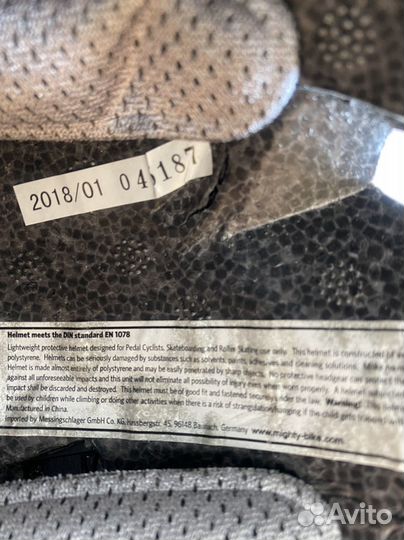 2018/01 04187
Helmet meets the DIN standard EN 1078
Lightweight protective helmet designed for Pedal Cyclists, Skateboarding and Roller Skating use only. This helmet is constructed of
polystyrene. Helmets can be seriously damaged by substances such as solvents, paints, adhesives and cleaning solutions. Make
Helmet is made almost entirely of polystyrene and may be easily penetrated by sharp objects. No protective headgear can protect
against all unforeseeable impacts and this unit will not eliminate all possibility of injury even when worn properly. A helmet
impact shall be discarded and destroyed. This helmet must be of good fit and fastened securely under the law. Warning!
be used by children while climbing or doing other activities when there is a risk of strangulation/hanging if the child gets
Manufactured in China.
Imported by Messingschlager GmbH Co. KG, 45, 96148 Baunach, Germany www.mighty-bike.com
Avito